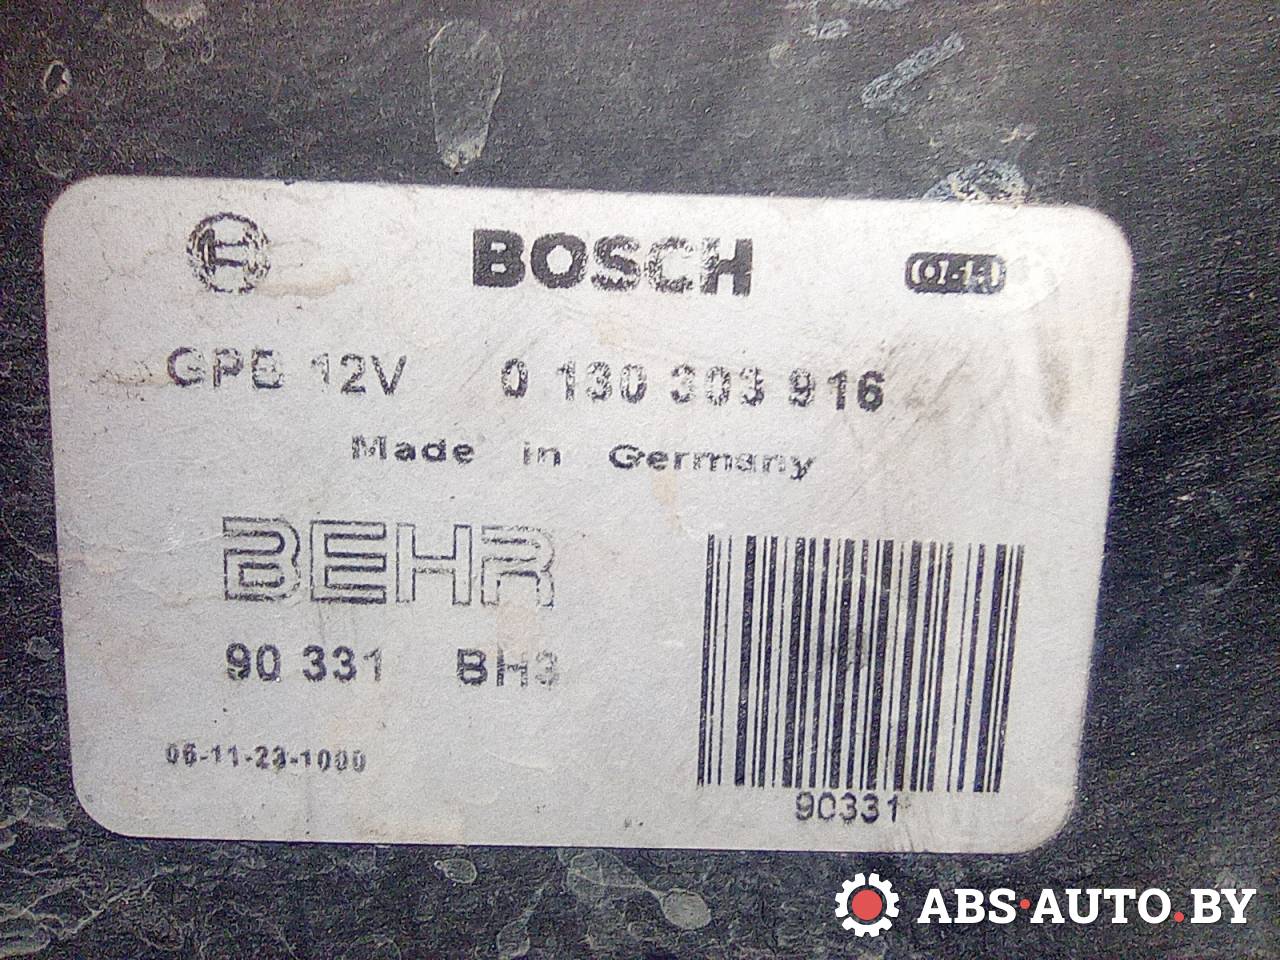 BOSCH
GPB 12V 0 130 303 916
Made in Germany
BEHR
90 331 BH3
06-11-23-1000
90331
ABS·AUTO.BY